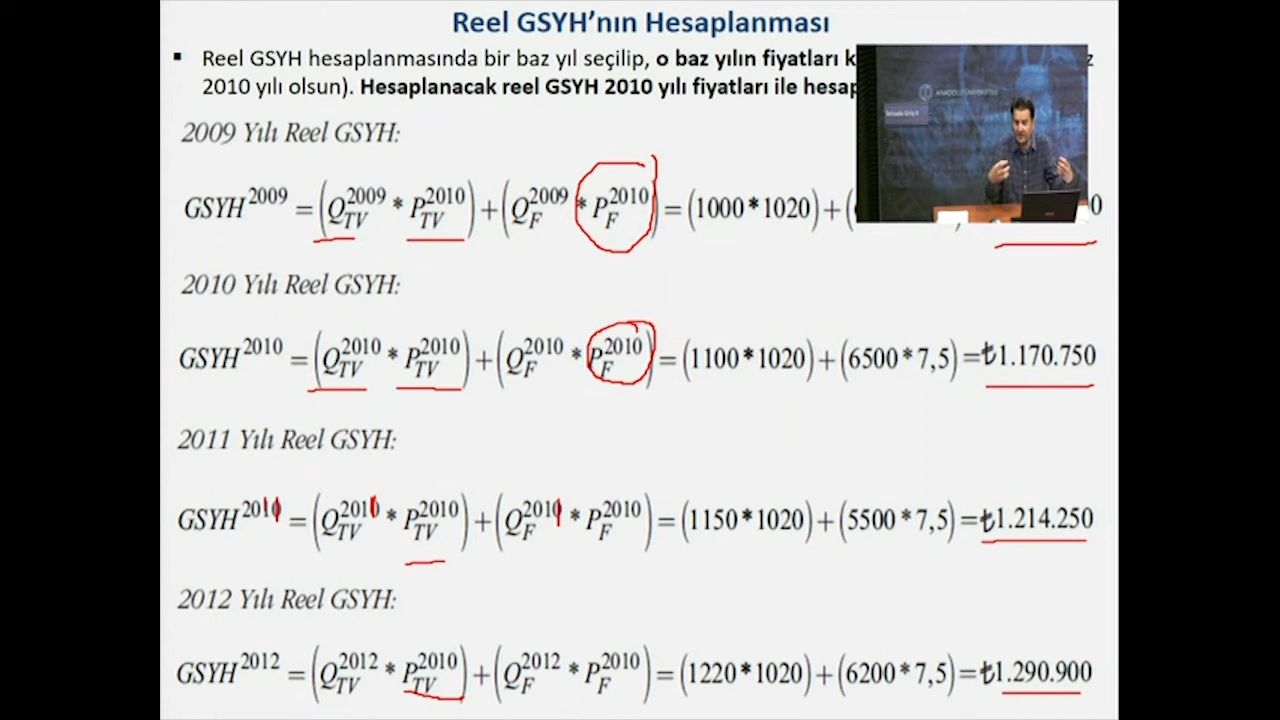 Reel GSYH’nın Hesaplanması
▪ Reel GSYH hesaplanmasında bir baz yıl seçilip, o baz yılın fiyatları
2010 yılı olsun). Hesaplanacak reel GSYH 2010 yılı fiyatları ile
ANADOLU ÜNİVERSİTESİ
2009 Yılı Reel GSYH:
GSYH^2009 = (Q_TV^2009 * P_TV^2010) + (Q_F^2009 * P_F^2010) = (1000*1020) + (
2010 Yılı Reel GSYH:
GSYH^2010 = (Q_TV^2010 * P_TV^2010) + (Q_F^2010 * P_F^2010) = (1100*1020) + (6500*7,5) = ₺1.170.750
2011 Yılı Reel GSYH:
GSYH^2010 = (Q_TV^2010 * P_TV^2010) + (Q_F^2010 * P_F^2010) = (1150*1020) + (5500*7,5) = ₺1.214.250
2012 Yılı Reel GSYH:
GSYH^2012 = (Q_TV^2012 * P_TV^2010) + (Q_F^2012 * P_F^2010) = (1220*1020) + (6200*7,5) = ₺1.290.900